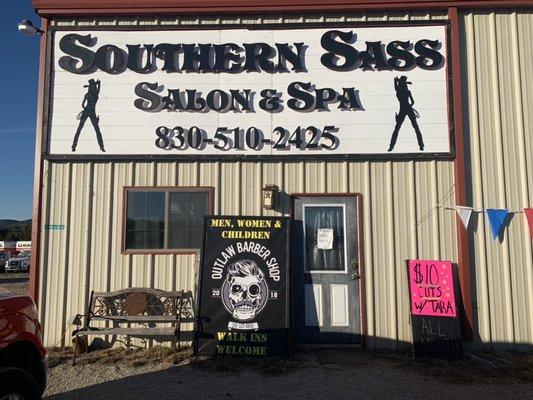 Southern Sass
Salon & Spa
830-510-2425
MEN, WOMEN &
CHILDREN
OUTLAW BARBER SHOP
20 18
WALK INS
WELCOME
$10
CUTS
W/TARA
ALL